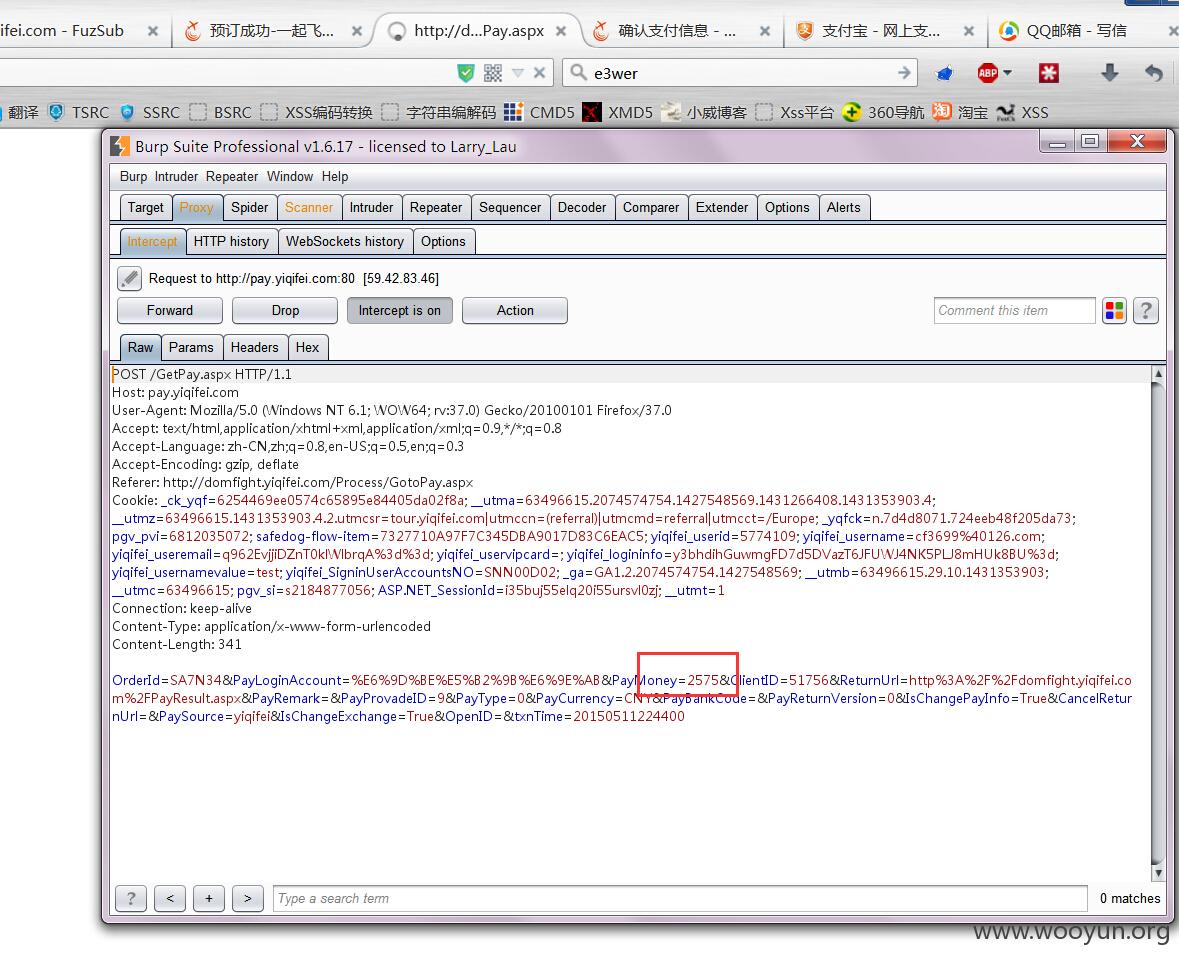 ifei.com - FuzSub
预订成功-一起飞...
http://d...Pay.aspx
确认支付信息 - ...
支付宝 - 网上支...
QQ邮箱 - 写信
e3wer
ABP
翻译 TSRC SSRC BSRC XSS编码转换 字符串编解码 CMD5 XMD5 小威博客 Xss平台 360导航 淘宝 XSS
Burp Suite Professional v1.6.17 - licensed to Larry_Lau
Burp Intruder Repeater Window Help
Target Proxy Spider Scanner Intruder Repeater Sequencer Decoder Comparer Extender Options Alerts
Intercept HTTP history WebSockets history Options
Request to http://pay.yiqifei.com:80 [59.42.83.46]
Forward Drop Intercept is on Action Comment this item ?
Raw Params Headers Hex
POST /GetPay.aspx HTTP/1.1
Host: pay.yiqifei.com
User-Agent: Mozilla/5.0 (Windows NT 6.1; WOW64; rv:37.0) Gecko/20100101 Firefox/37.0
Accept: text/html,application/xhtml+xml,application/xml;q=0.9,*/*;q=0.8
Accept-Language: zh-CN,zh;q=0.8,en-US;q=0.5,en;q=0.3
Accept-Encoding: gzip, deflate
Referer: http://domfight.yiqifei.com/Process/GotoPay.aspx
Cookie: _ck_yqf=6254469ee0574c65895e84405da02f8a; __utma=63496615.2074574754.1427548569.1431266408.1431353903.4;
__utmz=63496615.1431353903.4.2.utmcsr=tour.yiqifei.com|utmccn=(referral)|utmcmd=referral|utmcct=/Europe; _yqfck=n.7d4d8071.724eeb48f205da73;
pgv_pvi=6812035072; safedog-flow-item=7327710A97F7C345DBA9017D83C6EAC5; yiqifei_userid=5774109; yiqifei_username=cf3699%40126.com;
yiqifei_useremail=q962EvjjiDZnT0klWlbrqA%3d%3d; yiqifei_uservipcard=; yiqifei_logininfo=y3bhdihGuwmgFD7d5DVazT6JFUWJ4NK5PLJ8mHUk8BU%3d;
yiqifei_usernamevalue=test; yiqifei_SigninUserAccountsNO=SNN00D02; _ga=GA1.2.2074574754.1427548569; __utmb=63496615.29.10.1431353903;
__utmc=63496615; pgv_si=s2184877056; ASP.NET_SessionId=i35buj55elq20i55ursvl0zj; __utmt=1
Connection: keep-alive
Content-Type: application/x-www-form-urlencoded
Content-Length: 341
OrderId=SA7N34&PayLoginAccount=%E6%9D%BE%E5%B2%9B%E6%9E%AB&PayMoney=2575&ClientID=51756&ReturnUrl=http%3A%2F%2Fdomfight.yiqifei.co
m%2FPayResult.aspx&PayRemark=&PayProvadeID=9&PayType=0&PayCurrency=CNY&PayBankCode=&PayReturnVersion=0&IsChangePayInfo=True&CancelRetur
nUrl=&PaySource=yiqifei&IsChangeExchange=True&OpenID=&txnTime=20150511224400
? < + > Type a search term 0 matches
www.wooyun.org